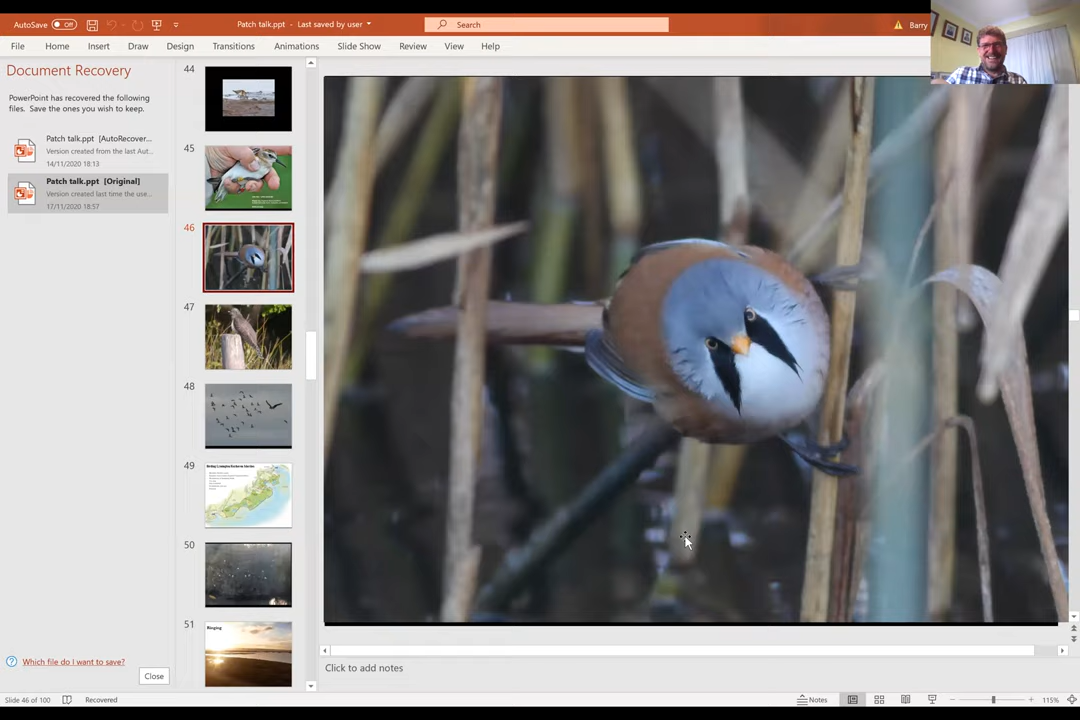 AutoSave Off
Patch talk.ppt - Last saved by user
Search
Barry
File Home Insert Draw Design Transitions Animations Slide Show Review View Help
Document Recovery
PowerPoint has recovered the following
files. Save the ones you wish to keep.
Patch talk.ppt [AutoRecover...
Version created from the last Aut...
14/11/2020 18:13
Patch talk.ppt [Original]
Version created last time the use...
17/11/2020 18:57
Which file do I want to save?
Close
44
45
46
47
48
49
50
51
Ringing
Click to add notes
Slide 46 of 100
Recovered
Notes
115%